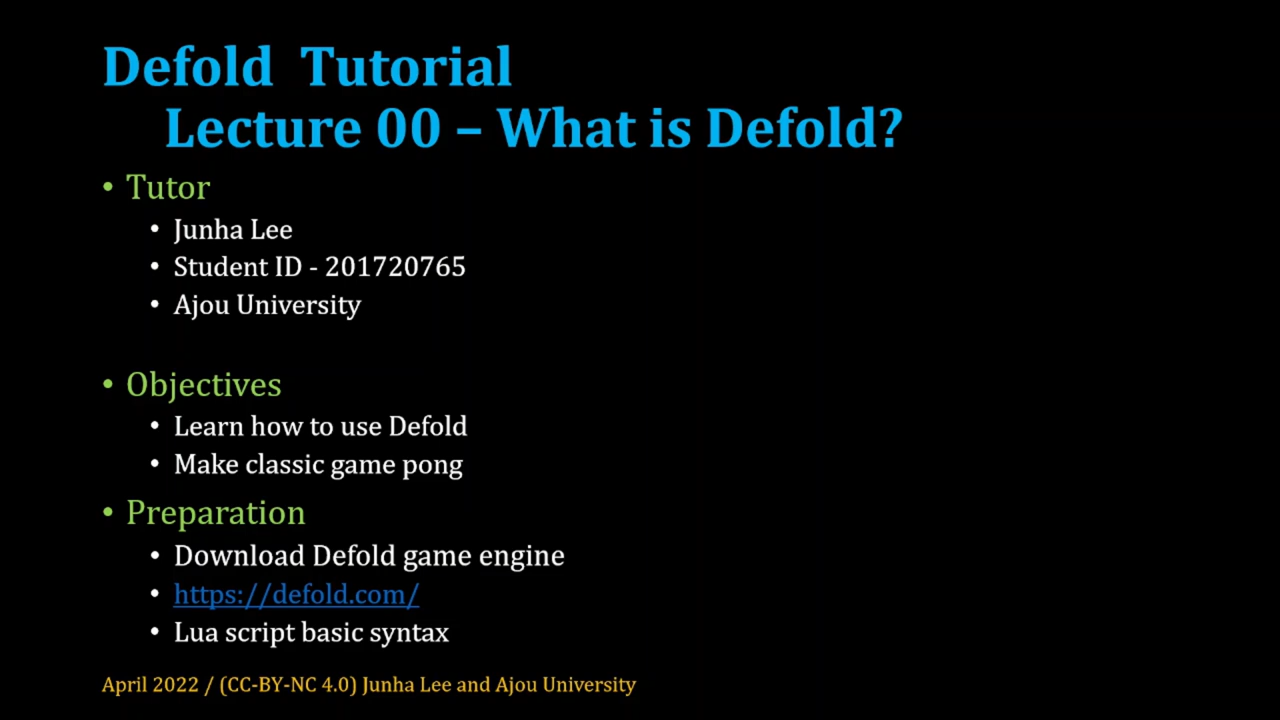 Defold Tutorial
Lecture 00 – What is Defold?
• Tutor
• Junha Lee
• Student ID - 201720765
• Ajou University
• Objectives
• Learn how to use Defold
• Make classic game pong
• Preparation
• Download Defold game engine
• https://defold.com/
• Lua script basic syntax
April 2022 / (CC-BY-NC 4.0) Junha Lee and Ajou University